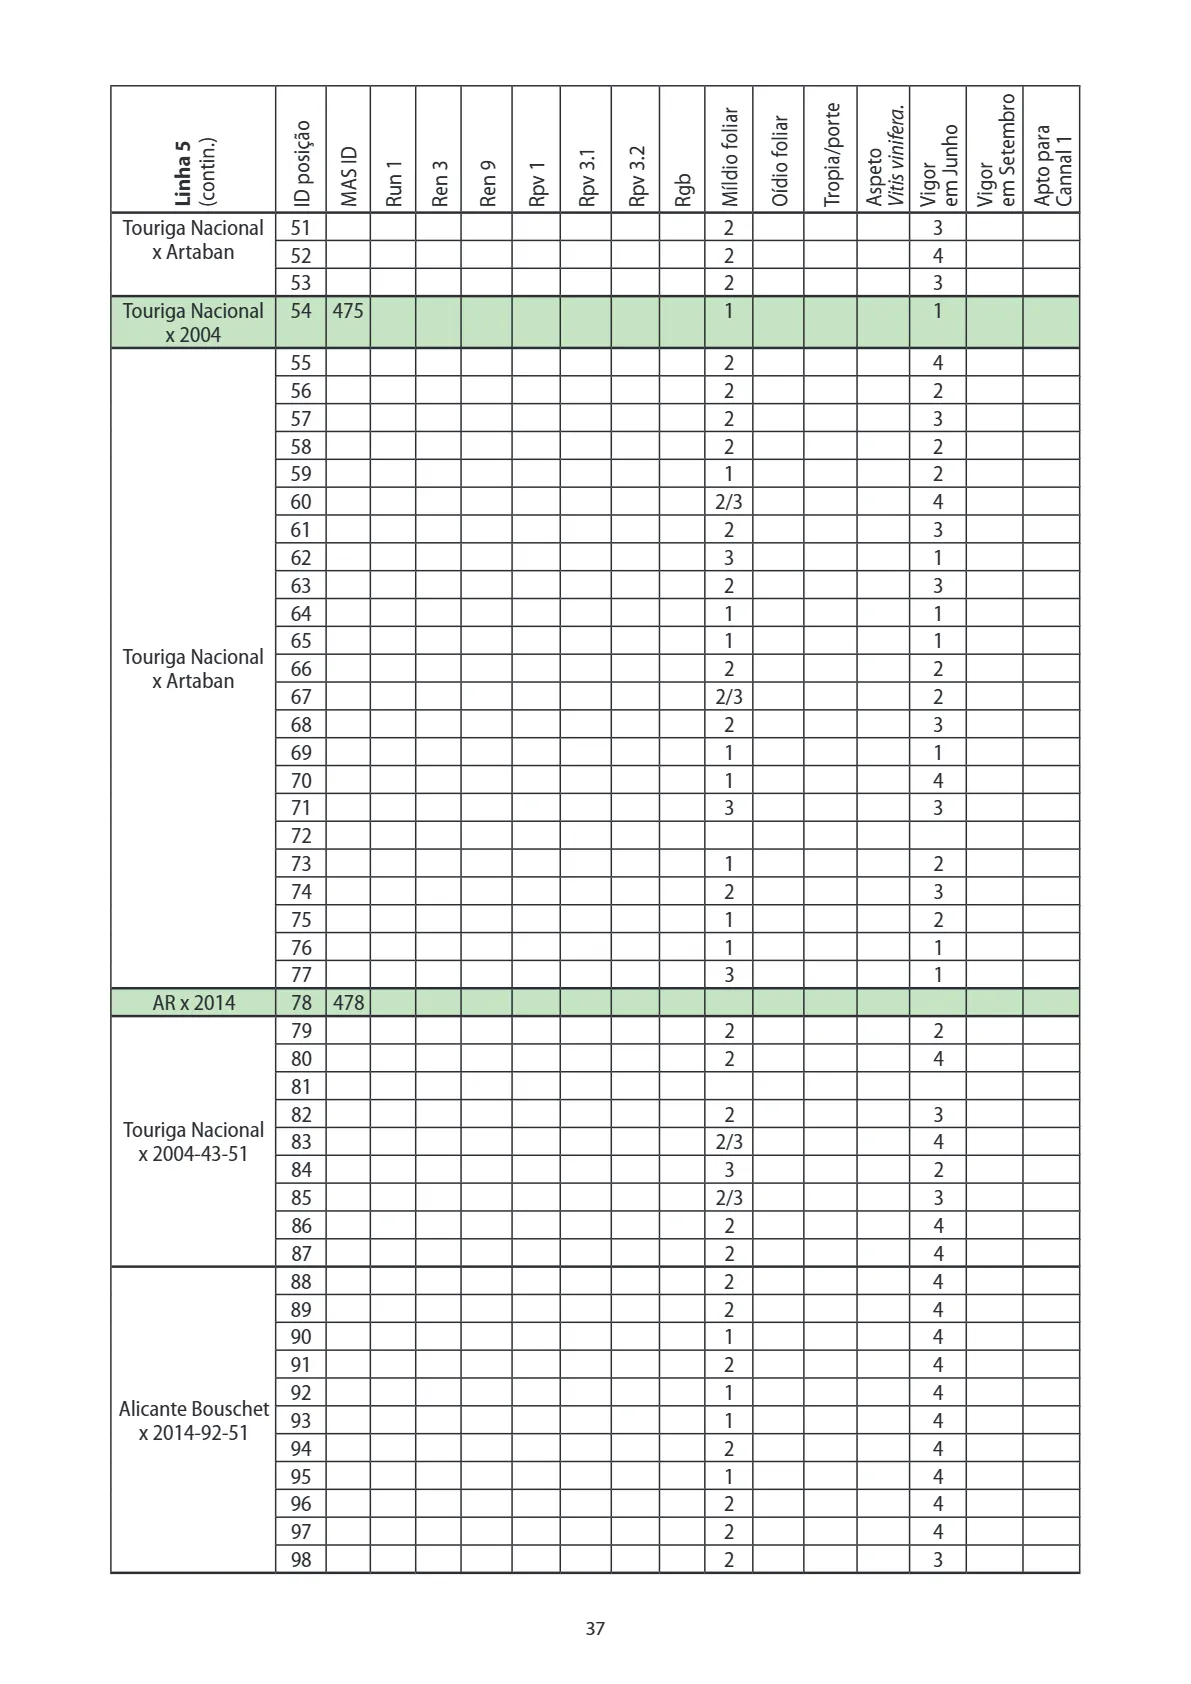 Linha 5
(contin.)
ID posição
MAS ID
Run 1
Ren 3
Ren 9
Rpv 1
Rpv 3.1
Rpv 3.2
Rgb
Míldio foliar
Oídio foliar
Tropia/porte
Aspeto
Vitis vinifera.
Vigor
em Junho
Vigor
em Setembro
Apto para
Cannal 1
Touriga Nacional
x Artaban
51 2 3
52 2 4
53 2 3
Touriga Nacional
x 2004
54 475 1 1
Touriga Nacional
x Artaban
55 2 4
56 2 2
57 2 3
58 2 2
59 1 2
60 2/3 4
61 2 3
62 3 1
63 2 3
64 1 1
65 1 1
66 2 2
67 2/3 2
68 2 3
69 1 1
70 1 4
71 3 3
72
73 1 2
74 2 3
75 1 2
76 1 1
77 3 1
AR x 2014 78 478
Touriga Nacional
x 2004-43-51
79 2 2
80 2 4
81
82 2 3
83 2/3 4
84 3 2
85 2/3 3
86 2 4
87 2 4
Alicante Bouschet
x 2014-92-51
88 2 4
89 2 4
90 1 4
91 2 4
92 1 4
93 1 4
94 2 4
95 1 4
96 2 4
97 2 4
98 2 3
37